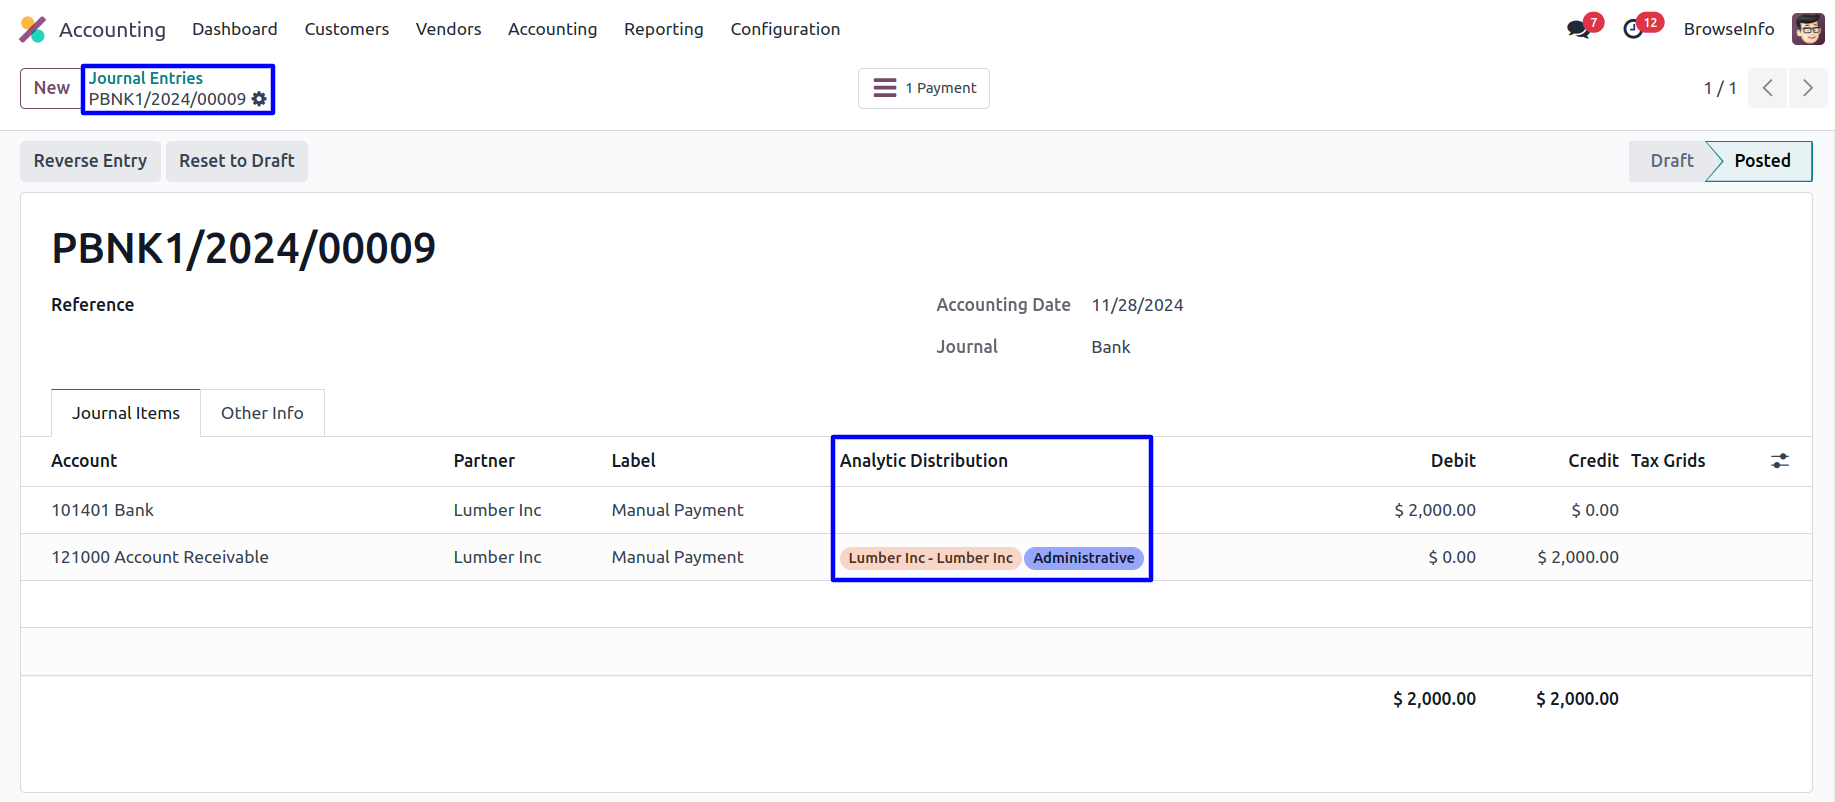 Accounting Dashboard Customers Vendors Accounting Reporting Configuration 7 12 BrowseInfo
New Journal Entries
PBNK1/2024/00009 1 Payment 1 / 1
Reverse Entry Reset to Draft Draft Posted
PBNK1/2024/00009
Reference Accounting Date 11/28/2024
Journal Bank
Journal Items Other Info
Account Partner Label Analytic Distribution Debit Credit Tax Grids
101401 Bank Lumber Inc Manual Payment $ 2,000.00 $ 0.00
121000 Account Receivable Lumber Inc Manual Payment Lumber Inc - Lumber Inc Administrative $ 0.00 $ 2,000.00
$ 2,000.00 $ 2,000.00